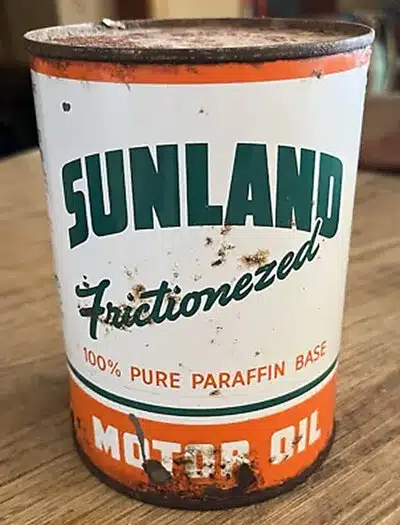 SUNLAND
Frictionezed
100% PURE PARAFFIN BASE
MOTOR OIL